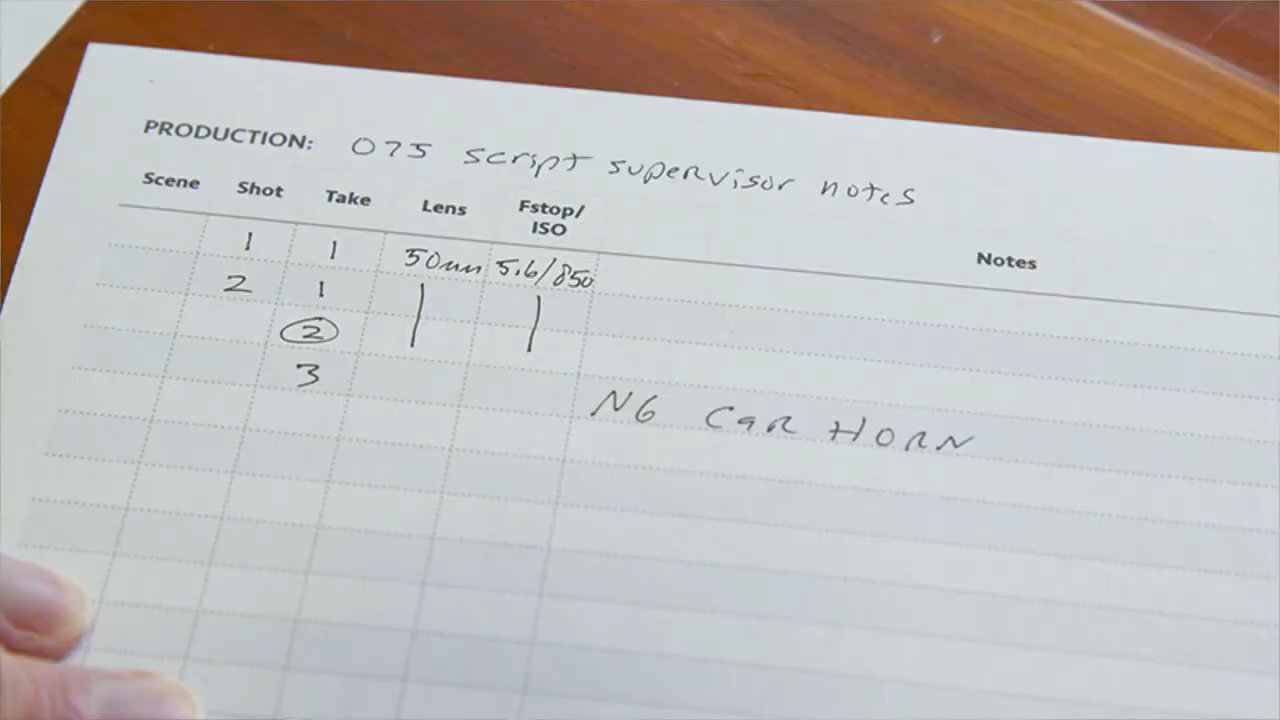 PRODUCTION: 075 script supervisor notes
Scene Shot Take Lens Fstop/ISO Notes
1 1 50mm 5.6/850
2 1
2
3 NG CAR HORN